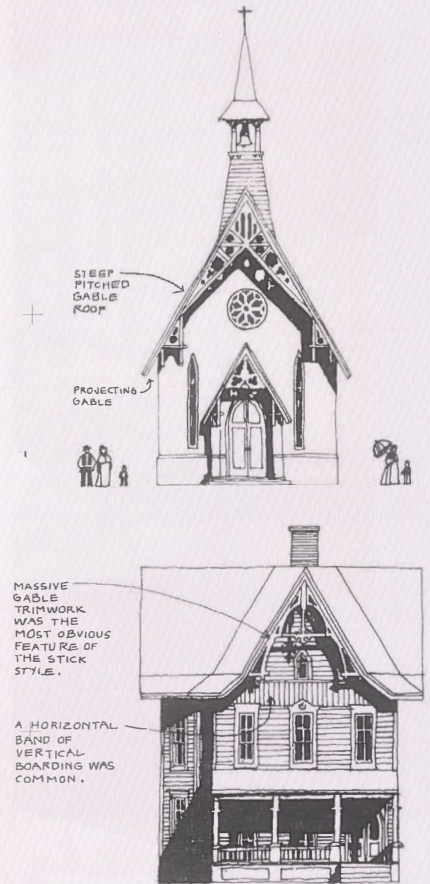 STEEP
PITCHED
GABLE
ROOF
PROJECTING
GABLE
MASSIVE
GABLE
TRIMWORK
WAS THE
MOST OBVIOUS
FEATURE OF
THE STICK
STYLE.
A HORIZONTAL
BAND OF
VERTICAL
BOARDING WAS
COMMON.